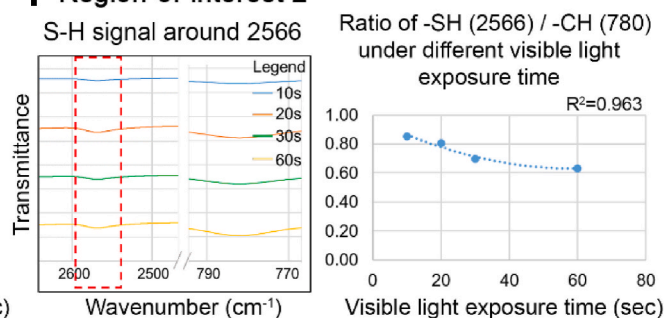 Region of interest 2
S-H signal around 2566
Legend
10s
20s
30s
60s
Transmittance
2600
2500
790
770
Wavenumber (cm⁻¹)
Ratio of -SH (2566) / -CH (780)
under different visible light
exposure time
R²=0.963
1.00
0.80
0.60
0.40
0.20
0.00
0
20
40
60
80
Visible light exposure time (sec)